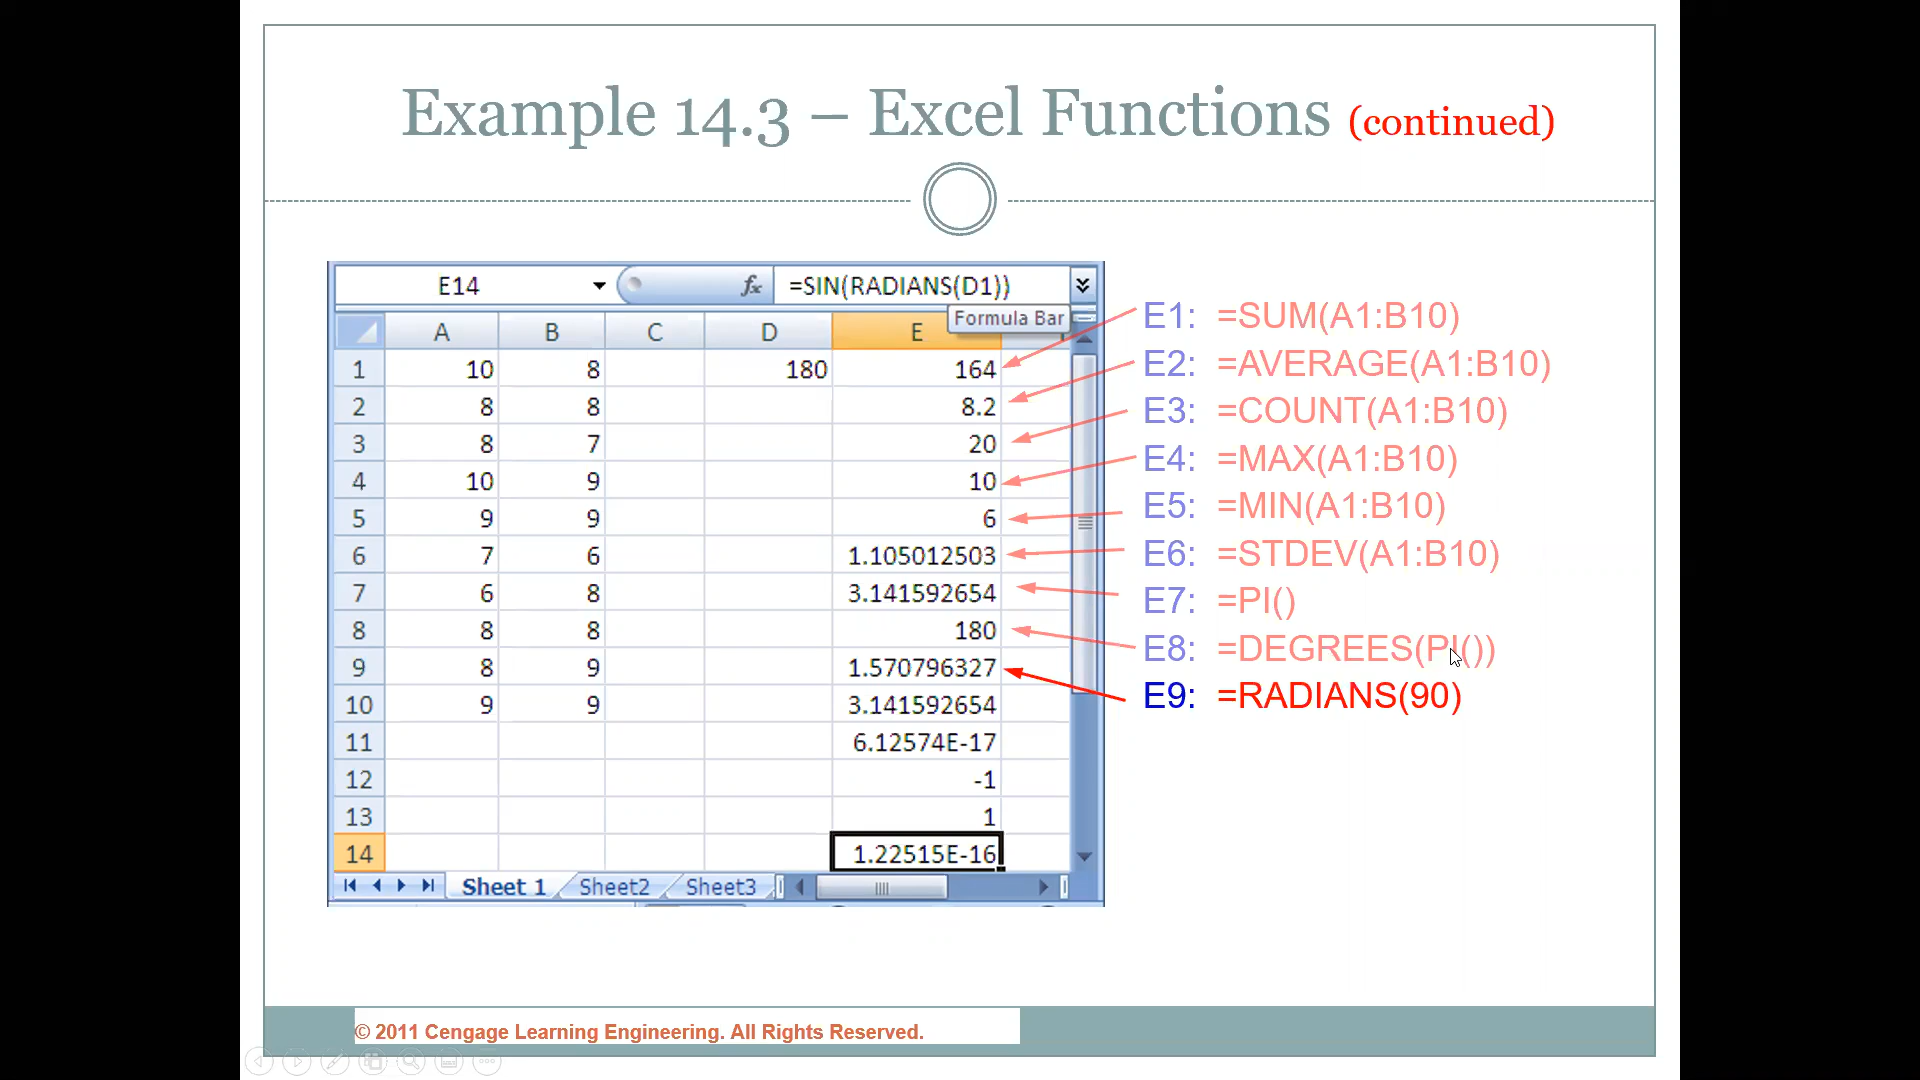 Example 14.3 – Excel Functions (continued)
E14 fx =SIN(RADIANS(D1))
Formula Bar
A B C D E
1 10 8 180 164
2 8 8 8.2
3 8 7 20
4 10 9 10
5 9 9 6
6 7 6 1.105012503
7 6 8 3.141592654
8 8 8 180
9 8 9 1.570796327
10 9 9 3.141592654
11 6.12574E-17
12 -1
13 1
14 1.22515E-16
Sheet 1 Sheet2 Sheet3
E1: =SUM(A1:B10)
E2: =AVERAGE(A1:B10)
E3: =COUNT(A1:B10)
E4: =MAX(A1:B10)
E5: =MIN(A1:B10)
E6: =STDEV(A1:B10)
E7: =PI()
E8: =DEGREES(PI())
E9: =RADIANS(90)
© 2011 Cengage Learning Engineering. All Rights Reserved.